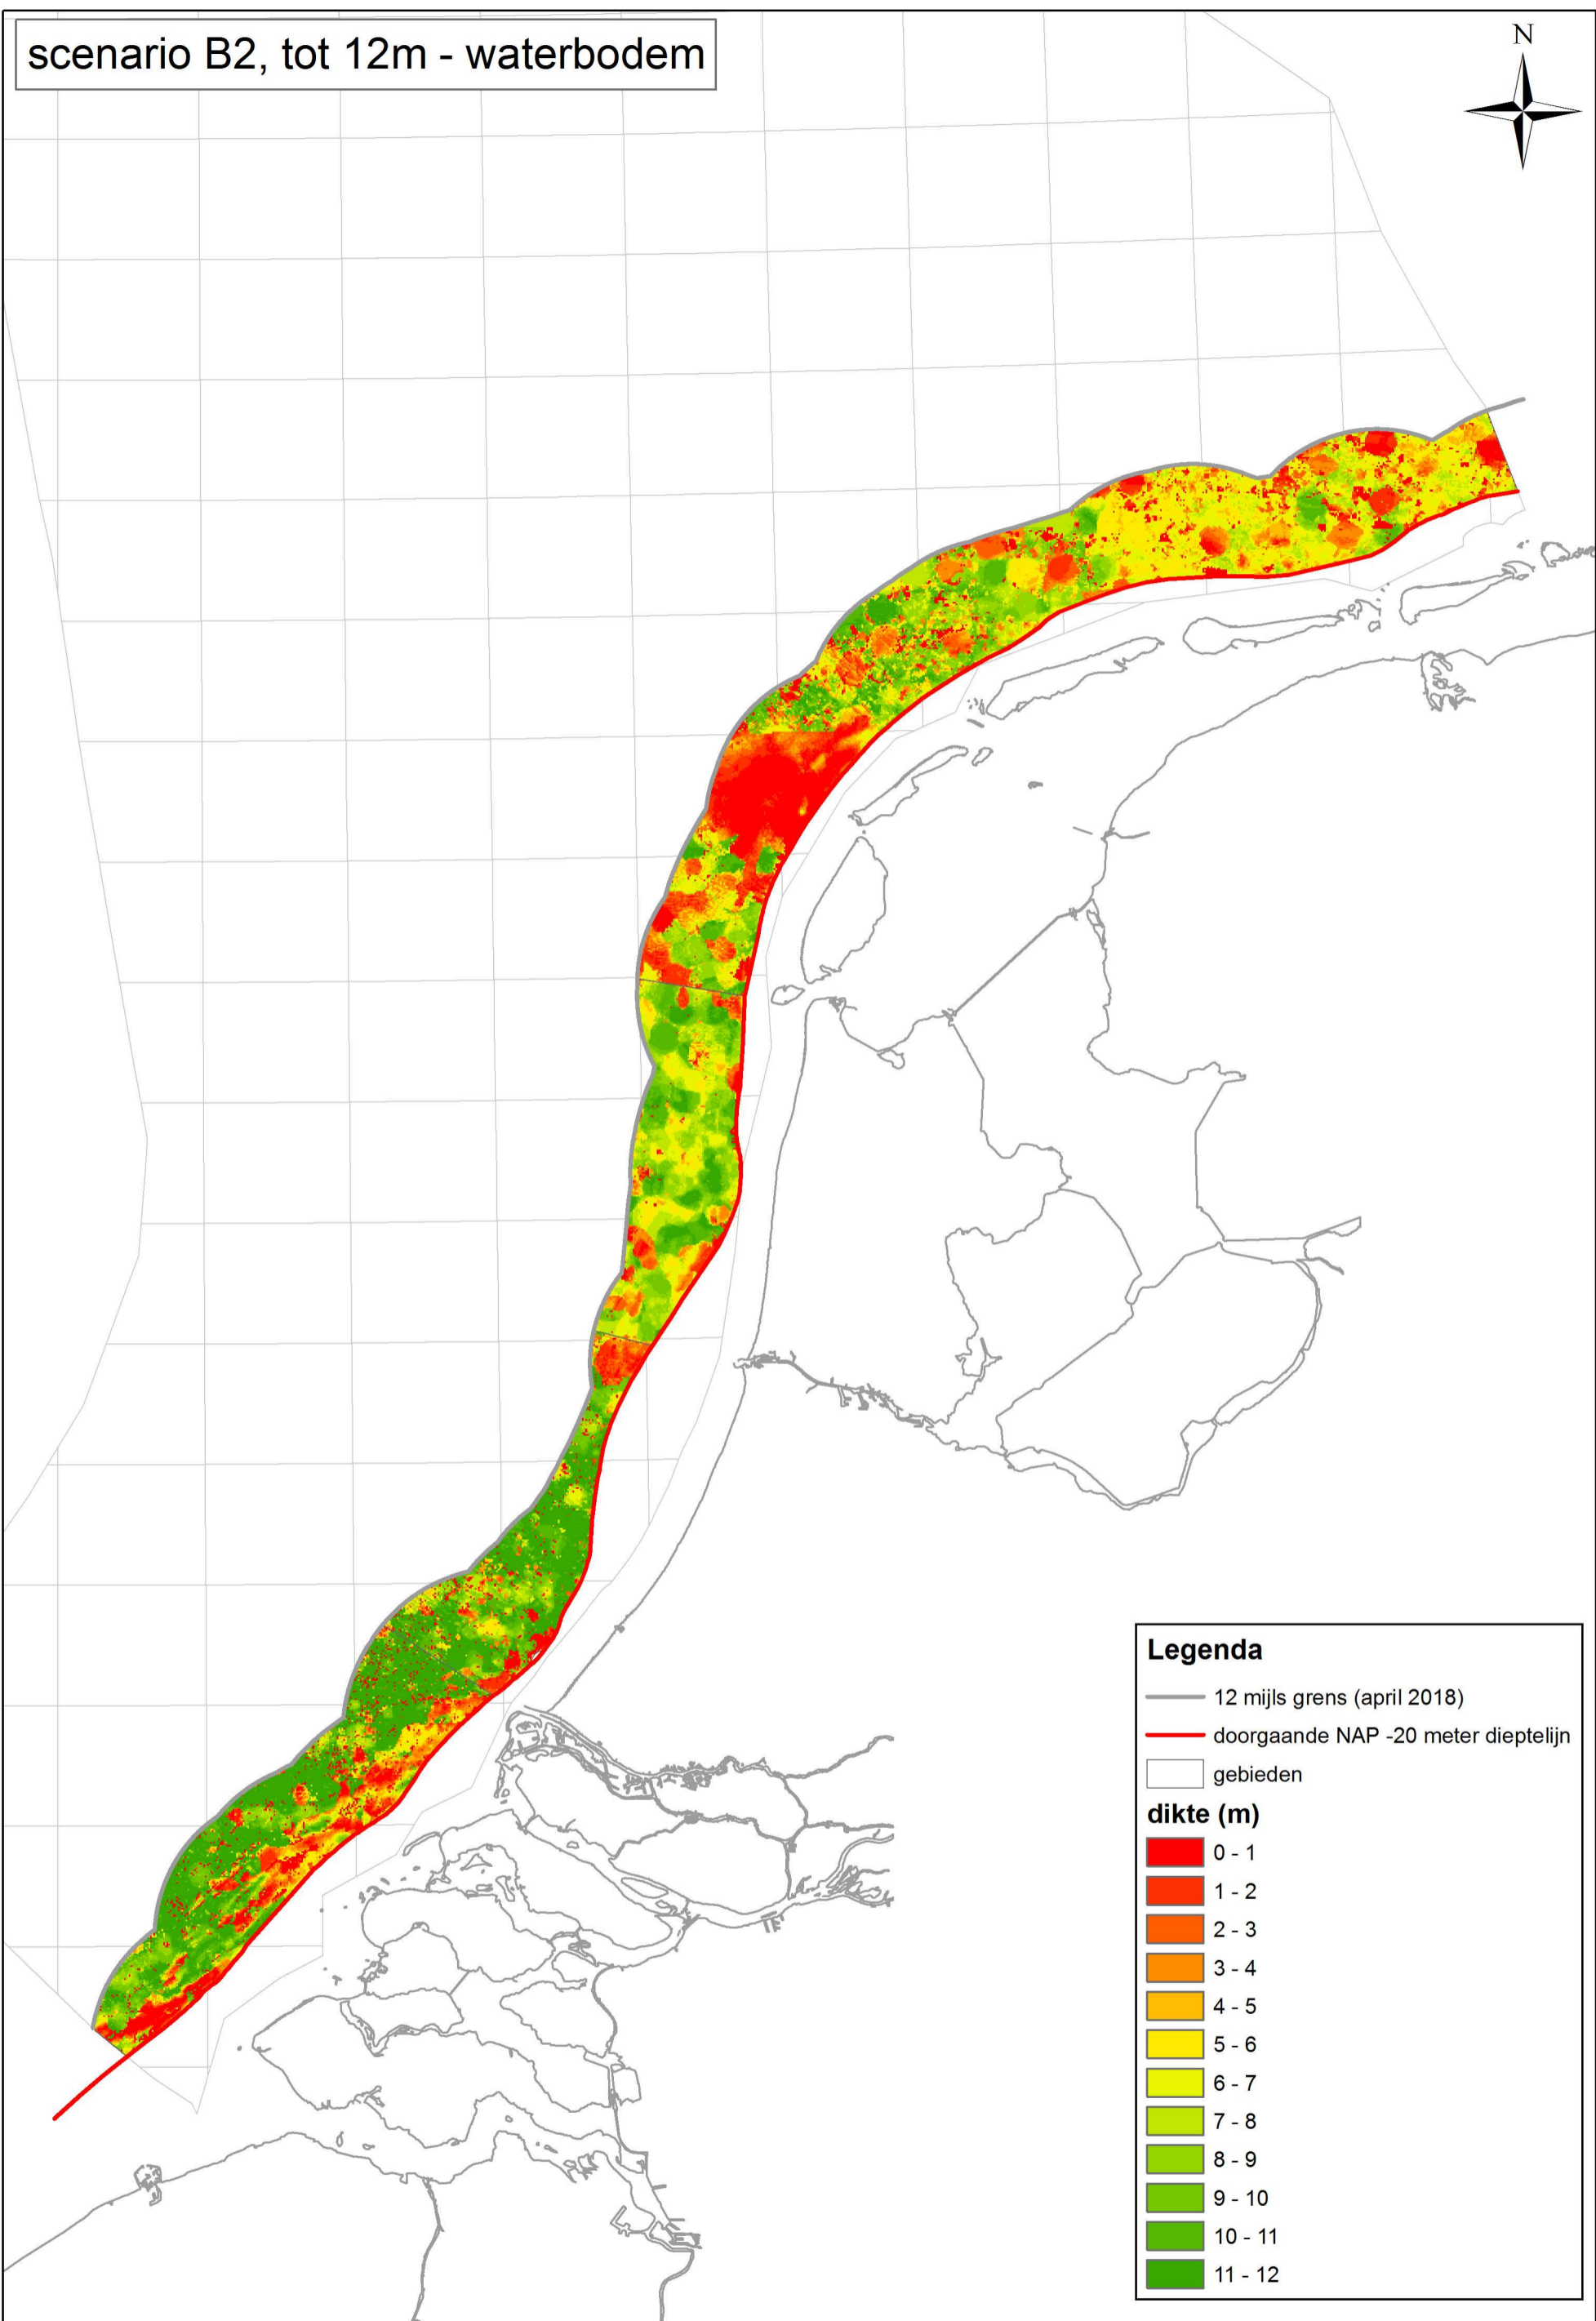 scenario B2, tot 12m - waterbodem
N
Legenda
12 mijls grens (april 2018)
doorgaande NAP -20 meter dieptelijn
gebieden
dikte (m)
0 - 1
1 - 2
2 - 3
3 - 4
4 - 5
5 - 6
6 - 7
7 - 8
8 - 9
9 - 10
10 - 11
11 - 12